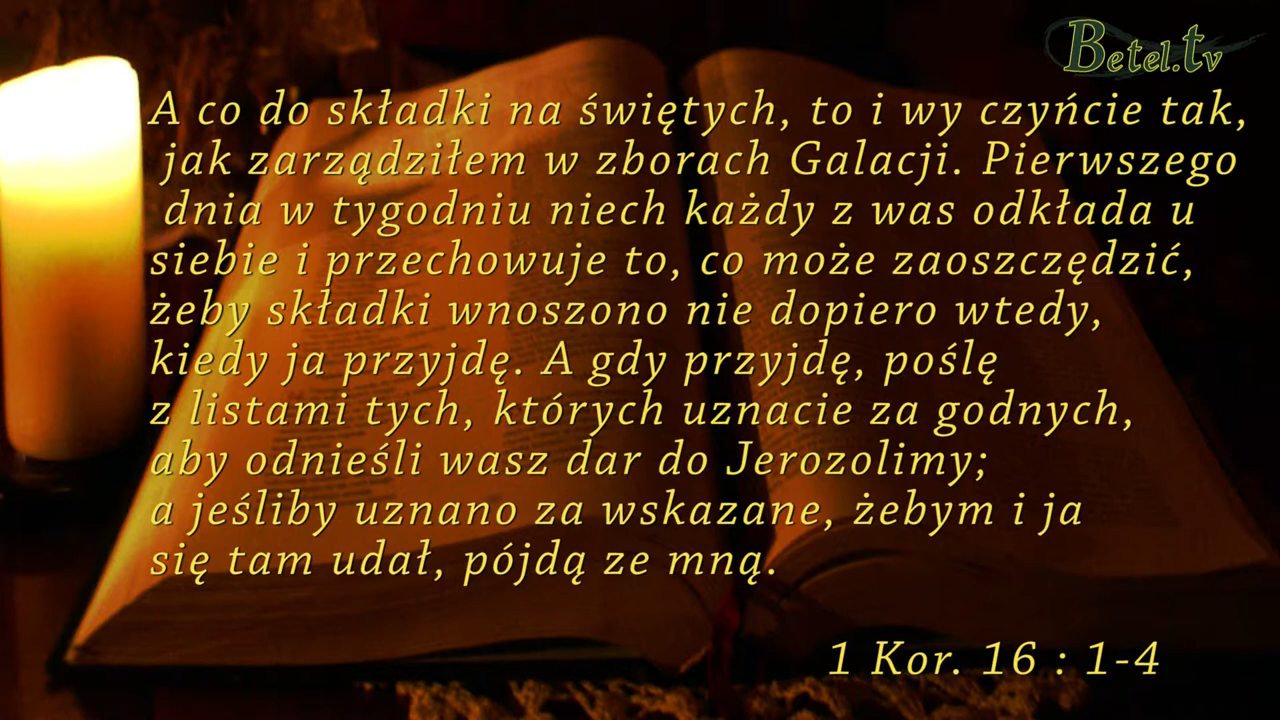 Betel.tv
A co do składki na świętych, to i wy czyńcie tak,
jak zarządziłem w zborach Galacji. Pierwszego
dnia w tygodniu niech każdy z was odkłada u
siebie i przechowuje to, co może zaoszczędzić,
żeby składki wnoszono nie dopiero wtedy,
kiedy ja przyjdę. A gdy przyjdę, poślę
z listami tych, których uznacie za godnych,
aby odnieśli wasz dar do Jerozolimy;
a jeśliby uznano za wskazane, żebym i ja
się tam udał, pójdą ze mną.
1 Kor. 16 : 1-4